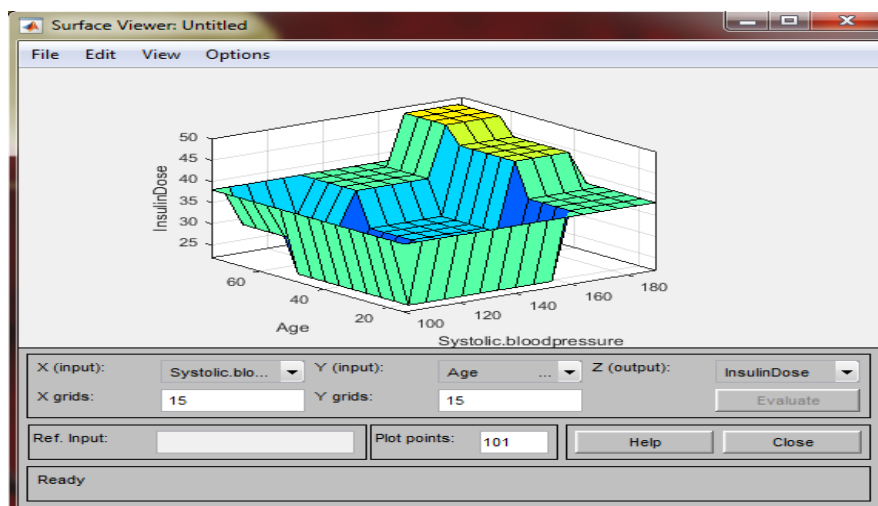 Surface Viewer: Untitled
File Edit View Options
50
45
40
35
30
25
InsulinDose
60
40
20
Age
100
120
140
160
180
Systolic.bloodpressure
X (input): Systolic.blo... Y (input): Age ... Z (output): InsulinDose
X grids: 15 Y grids: 15 Evaluate
Ref. Input: Plot points: 101 Help Close
Ready